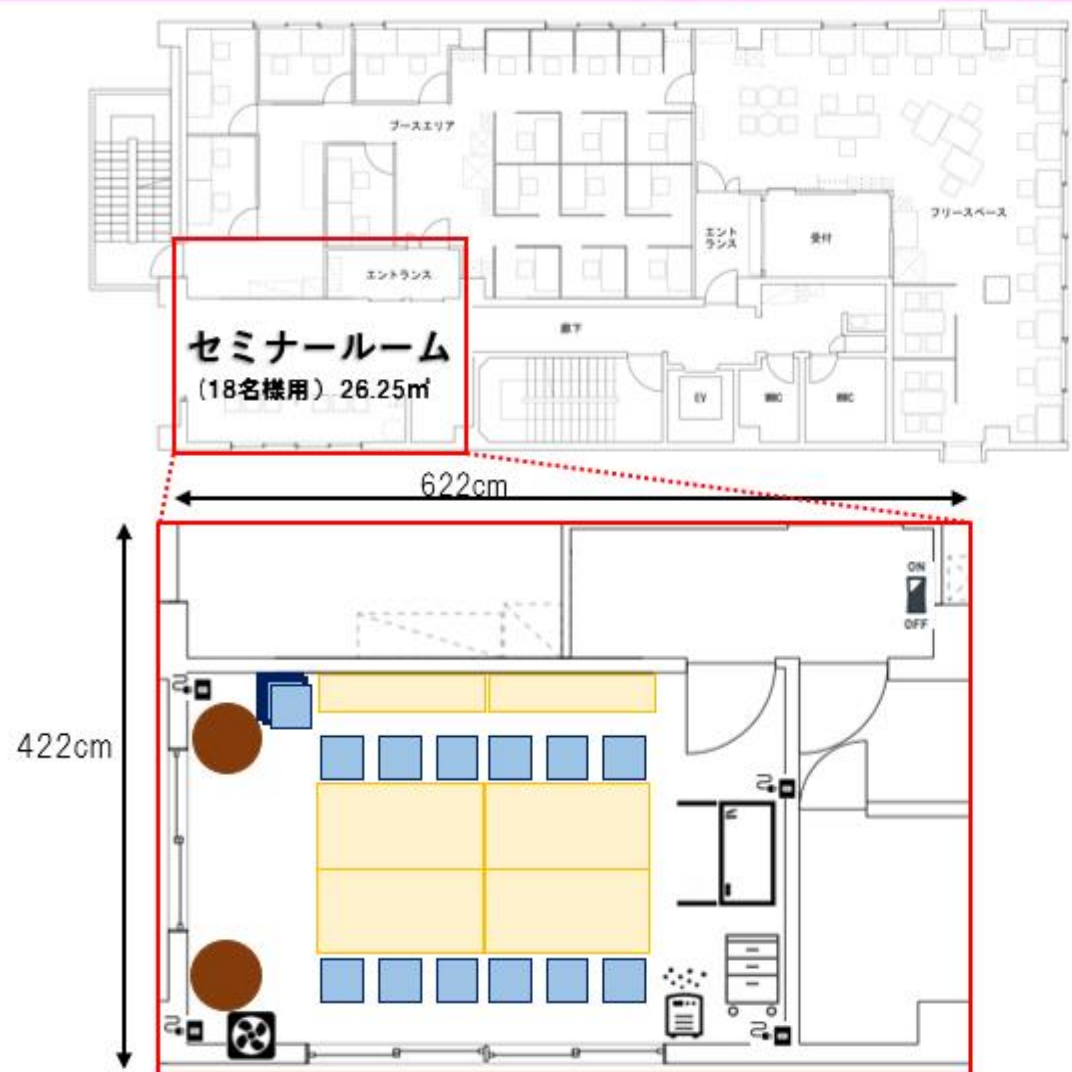 ブースエリア
フリースペース
エント
ランス
受付
エントランス
セミナールーム
(18名様用) 26.25㎡
廊下
EV
WWC
622cm
422cm
ON
OFF